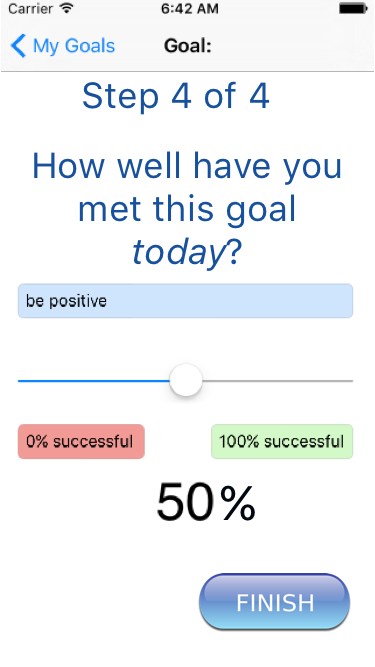 Carrier 6:42 AM
My Goals Goal:
Step 4 of 4
How well have you
met this goal
today?
be positive
0% successful 100% successful
50%
FINISH